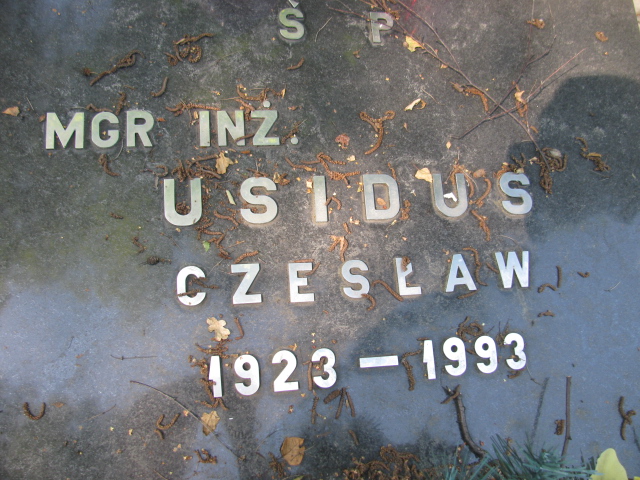 Ś P
MGR INŻ.
USIDUS
CZESŁAW
1923–1993